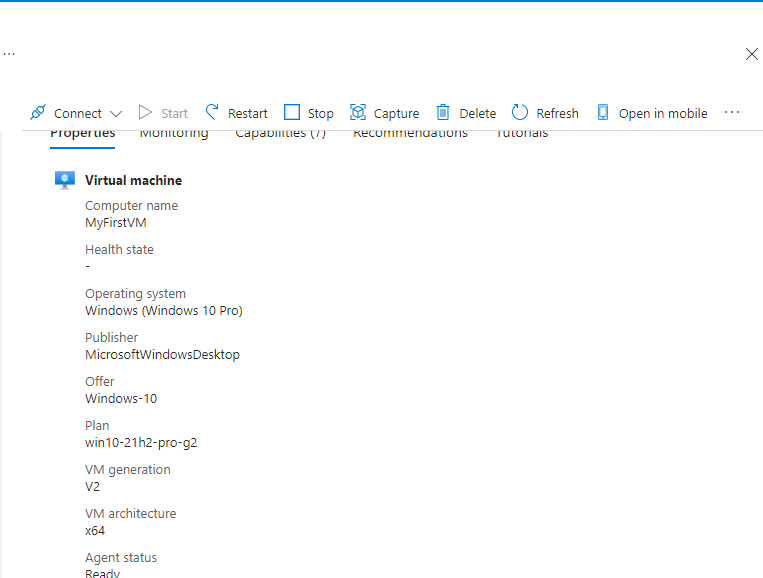 ...
Connect Start Restart Stop Capture Delete Refresh Open in mobile ...
Properties Monitoring Capabilities (7) Recommendations Tutorials
Virtual machine
Computer name
MyFirstVM
Health state
-
Operating system
Windows (Windows 10 Pro)
Publisher
MicrosoftWindowsDesktop
Offer
Windows-10
Plan
win10-21h2-pro-g2
VM generation
V2
VM architecture
x64
Agent status
Ready